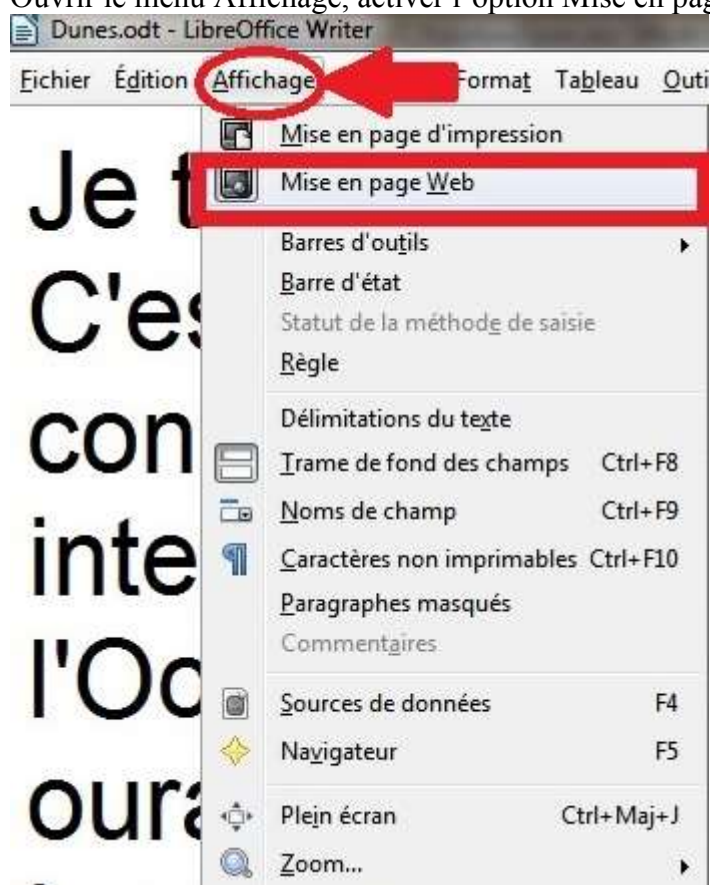 Ouvrir le menu Affichage, activer l'option Mise en pag
Dunes.odt - LibreOffice Writer
Fichier Édition Affichage Format Tableau Outi
Je t
Mise en page d'impression
Mise en page Web
Barres d'outils
C'es
Barre d'état
Statut de la méthode de saisie
Règle
con
Délimitations du texte
Trame de fond des champs Ctrl+F8
Noms de champ Ctrl+F9
inte
Caractères non imprimables Ctrl+F10
Paragraphes masqués
Commentaires
l'Oc
Sources de données F4
Navigateur F5
oura
Plein écran Ctrl+Maj+J
Zoom...